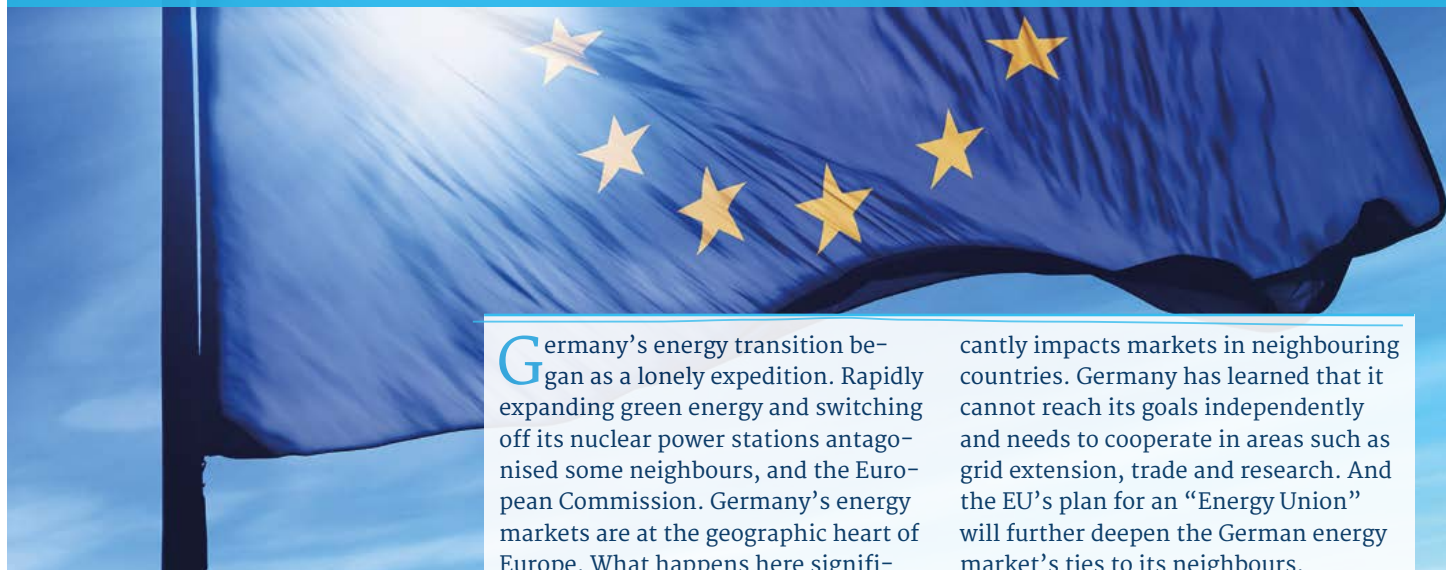 Germany’s energy transition be-
gan as a lonely expedition. Rapidly
expanding green energy and switching
off its nuclear power stations antago-
nised some neighbours, and the Euro-
pean Commission. Germany’s energy
markets are at the geographic heart of
Europe. What happens here signifi-
cantly impacts markets in neighbouring
countries. Germany has learned that it
cannot reach its goals independently
and needs to cooperate in areas such as
grid extension, trade and research. And
the EU’s plan for an “Energy Union”
will further deepen the German energy
market’s ties to its neighbours.